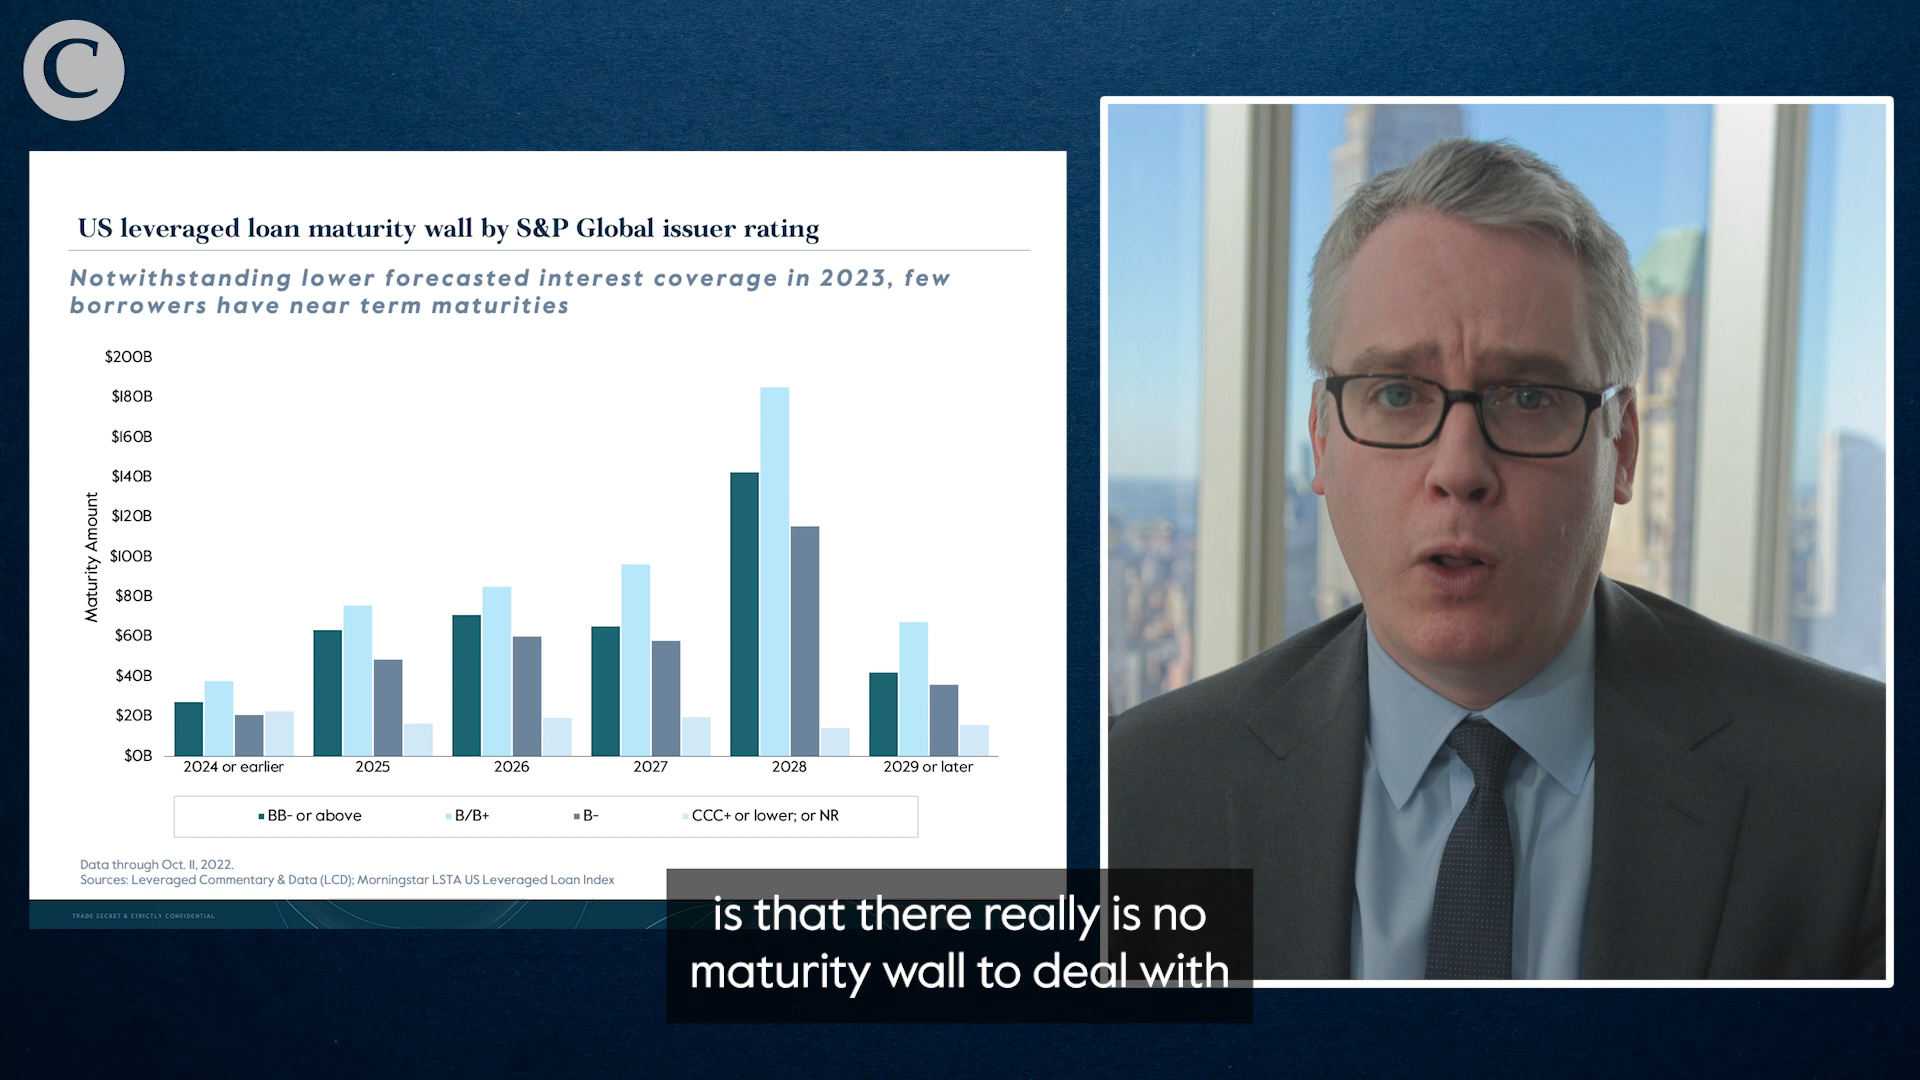 C
US leveraged loan maturity wall by S&P Global issuer rating
Notwithstanding lower forecasted interest coverage in 2023, few
borrowers have near term maturities
Maturity Amount
$200B
$180B
$160B
$140B
$120B
$100B
$80B
$60B
$40B
$20B
$0B
2024 or earlier 2025 2026 2027 2028 2029 or later
BB- or above B/B+ B- CCC+ or lower; or NR
Data through Oct. 11, 2022.
Sources: Leveraged Commentary & Data (LCD); Morningstar LSTA US Leveraged Loan Index
TRADE SECRET & STRICTLY CONFIDENTIAL
is that there really is no
maturity wall to deal with